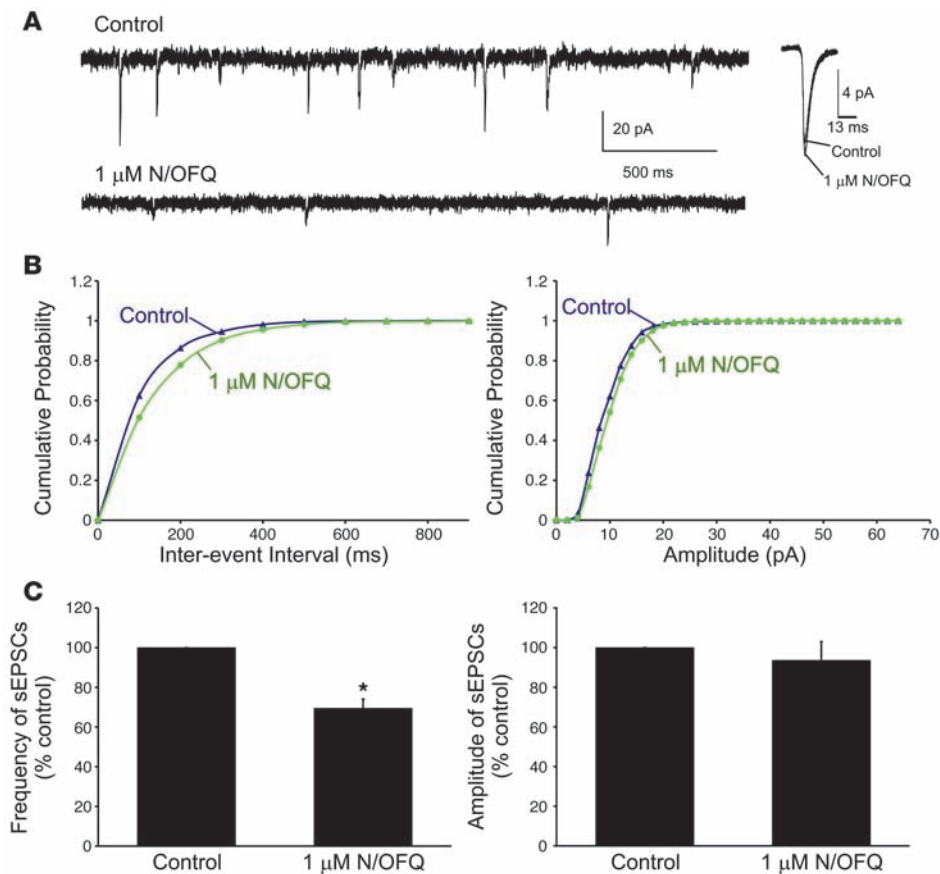 A
Control
4 pA
13 ms
Control
1 μM N/OFQ
20 pA
500 ms
1 μM N/OFQ
B
Cumulative Probability
1.2
1
0.8
0.6
0.4
0.2
0
Control
1 μM N/OFQ
0
200
400
600
800
Inter-event Interval (ms)
Cumulative Probability
1.2
1
0.8
0.6
0.4
0.2
0
Control
1 μM N/OFQ
0
10
20
30
40
50
60
70
Amplitude (pA)
C
Frequency of sEPSCs
(% control)
120
100
80
60
40
20
0
*
Control
1 μM N/OFQ
Amplitude of sEPSCs
(% control)
120
100
80
60
40
20
0
Control
1 μM N/OFQ